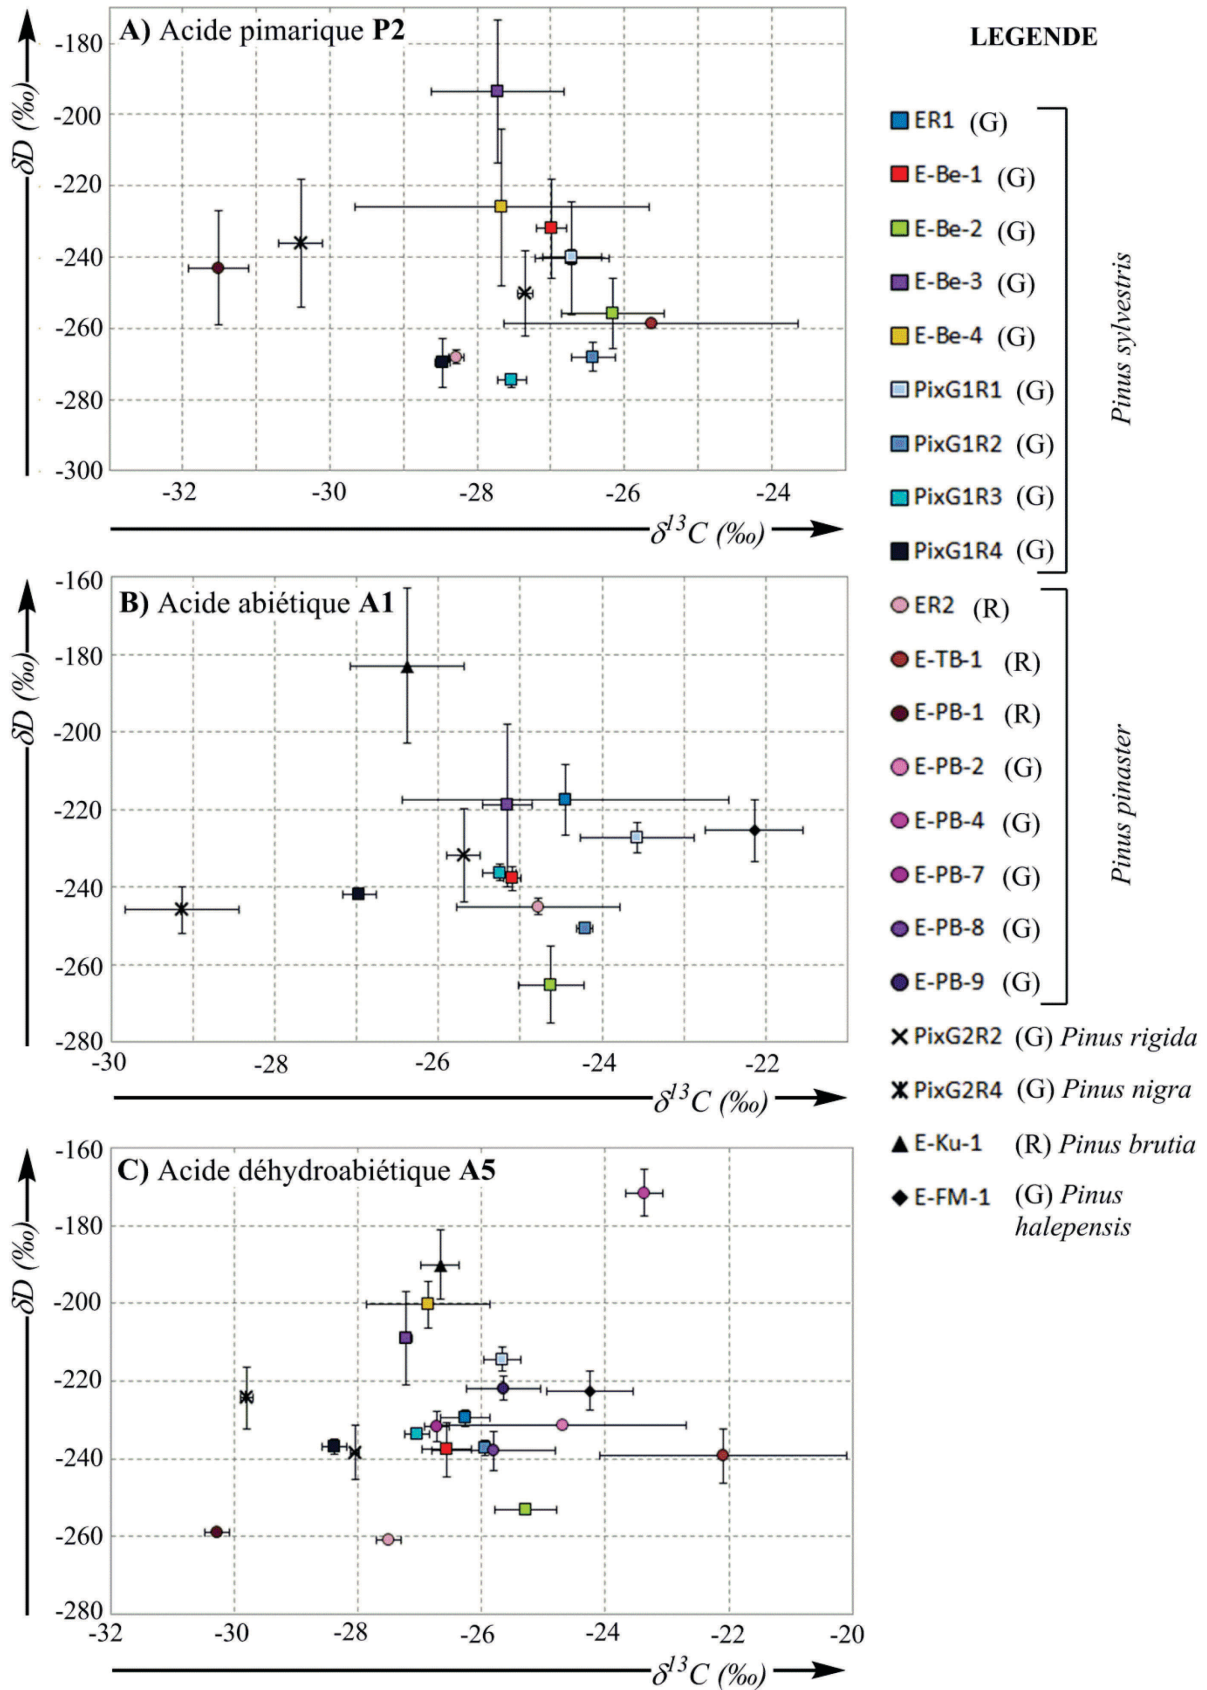 A) Acide pimarique P2
δD (‰)
-180
-200
-220
-240
-260
-280
-300
-32 -30 -28 -26 -24
δ13C (‰)
B) Acide abiétique A1
δD (‰)
-160
-180
-200
-220
-240
-260
-280
-30 -28 -26 -24 -22
δ13C (‰)
C) Acide déhydroabiétique A5
δD (‰)
-160
-180
-200
-220
-240
-260
-280
-32 -30 -28 -26 -24 -22 -20
δ13C (‰)
LEGENDE
ER1 (G)
E-Be-1 (G)
E-Be-2 (G)
E-Be-3 (G)
E-Be-4 (G)
PixG1R1 (G)
PixG1R2 (G)
PixG1R3 (G)
PixG1R4 (G)
Pinus sylvestris
ER2 (R)
E-TB-1 (R)
E-PB-1 (R)
E-PB-2 (G)
E-PB-4 (G)
E-PB-7 (G)
E-PB-8 (G)
E-PB-9 (G)
Pinus pinaster
PixG2R2 (G) Pinus rigida
PixG2R4 (G) Pinus nigra
E-Ku-1 (R) Pinus brutia
E-FM-1 (G) Pinus
halepensis